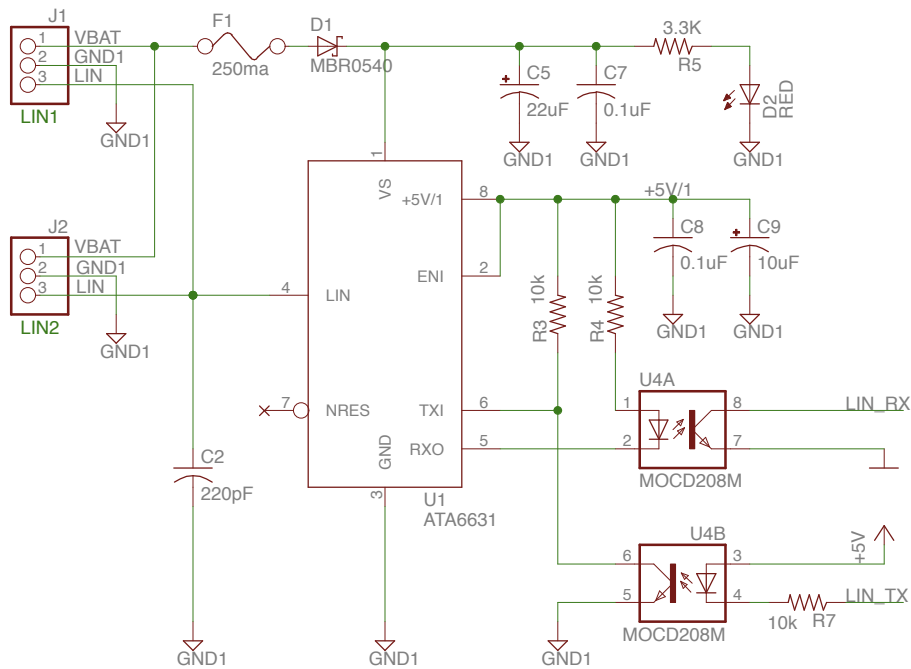 J1
F1
D1
3.3K
1 VBAT
2 GND1
3 LIN
250ma
MBR0540
R5
C5
C7
22uF
0.1uF
D2
RED
LIN1
GND1
GND1
GND1
GND1
1
VS
+5V/1
8
+5V/1
J2
1 VBAT
2 GND1
3 LIN
C8
C9
0.1uF
10uF
ENI
2
4
LIN
LIN2
GND1
R3 10k
R4 10k
GND1
GND1
U4A
7
NRES
TXI
6
1
8
LIN_RX
GND
RXO
5
2
7
C2
220pF
3
U1
ATA6631
MOCD208M
U4B
+5V
6
3
5
4
LIN_TX
MOCD208M
10k
R7
GND1
GND1
GND1